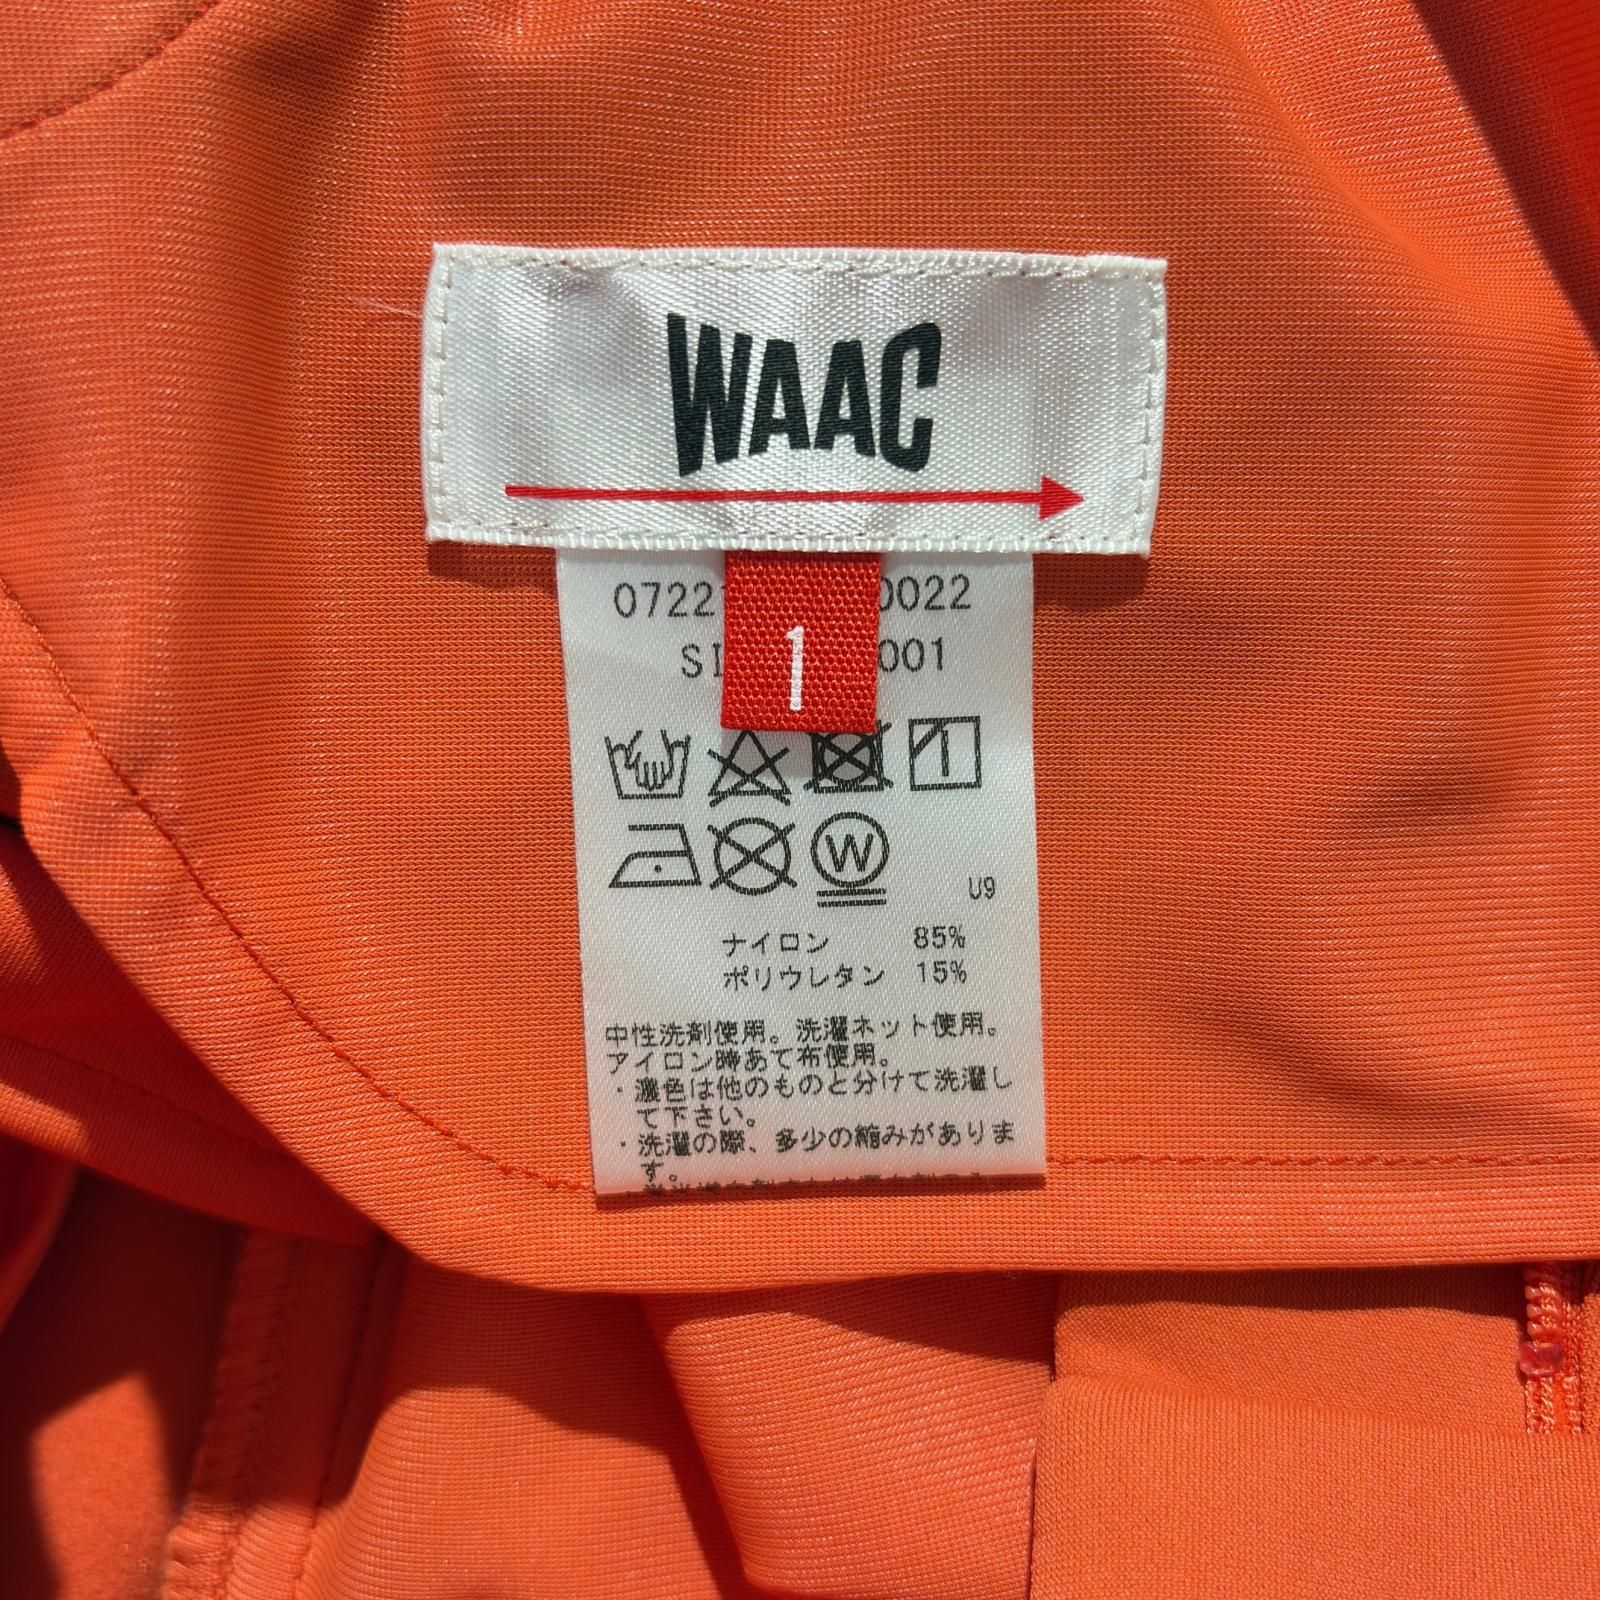 WAAC
0722 0022
1
SI 001
W
U9
ナイロン 85%
ポリウレタン 15%
中性洗剤使用。洗濯ネット使用。
アイロン時あて布使用。
・濃色は他のものと分けて洗濯し
て下さい。
・洗濯の際、多少の縮みがありま
す。